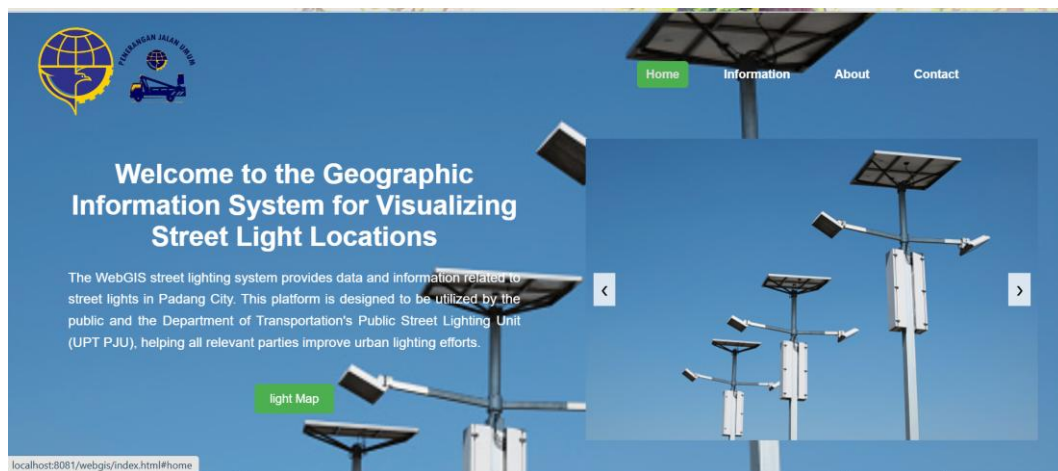 PENERANGAN JALAN UMUM
Home Information About Contact
Welcome to the Geographic
Information System for Visualizing
Street Light Locations
The WebGIS street lighting system provides data and information related to
street lights in Padang City. This platform is designed to be utilized by the
public and the Department of Transportation's Public Street Lighting Unit
(UPT PJU), helping all relevant parties improve urban lighting efforts.
‹ ›
light Map
localhost:8081/webgis/index.html#home